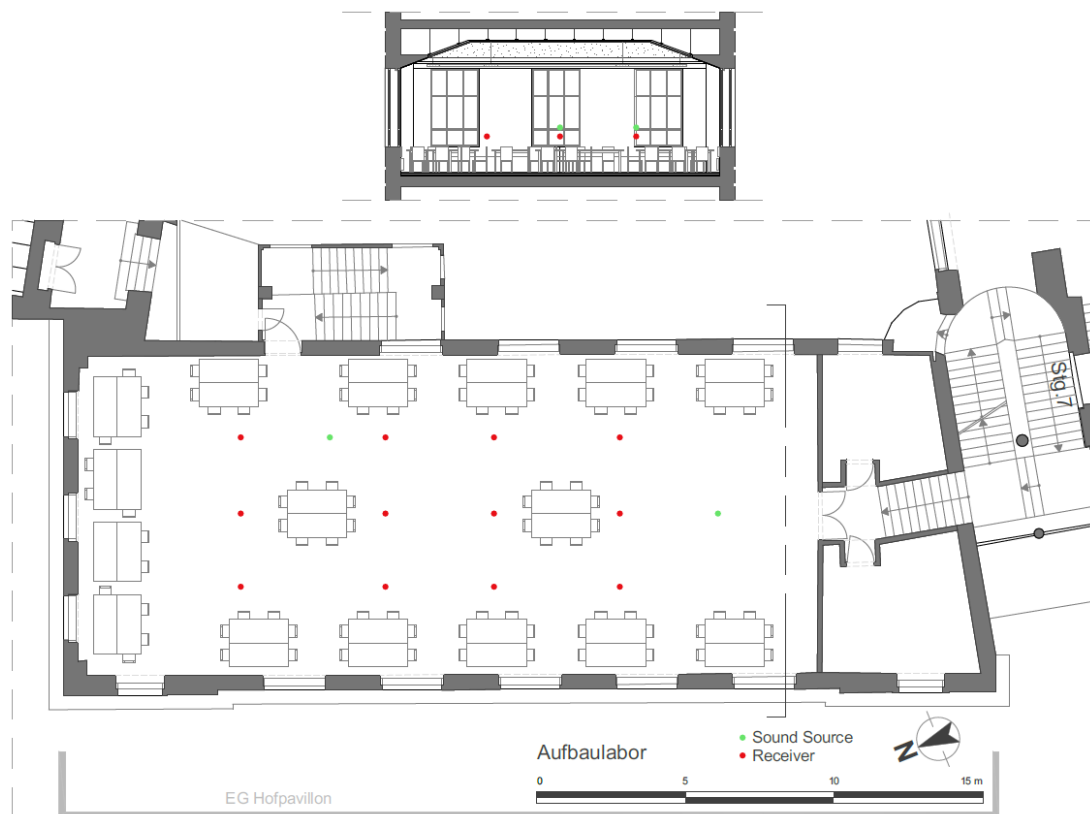 Stg.7
Sound Source
Receiver
Aufbaulabor
N
0 5 10 15 m
EG Hofpavillon